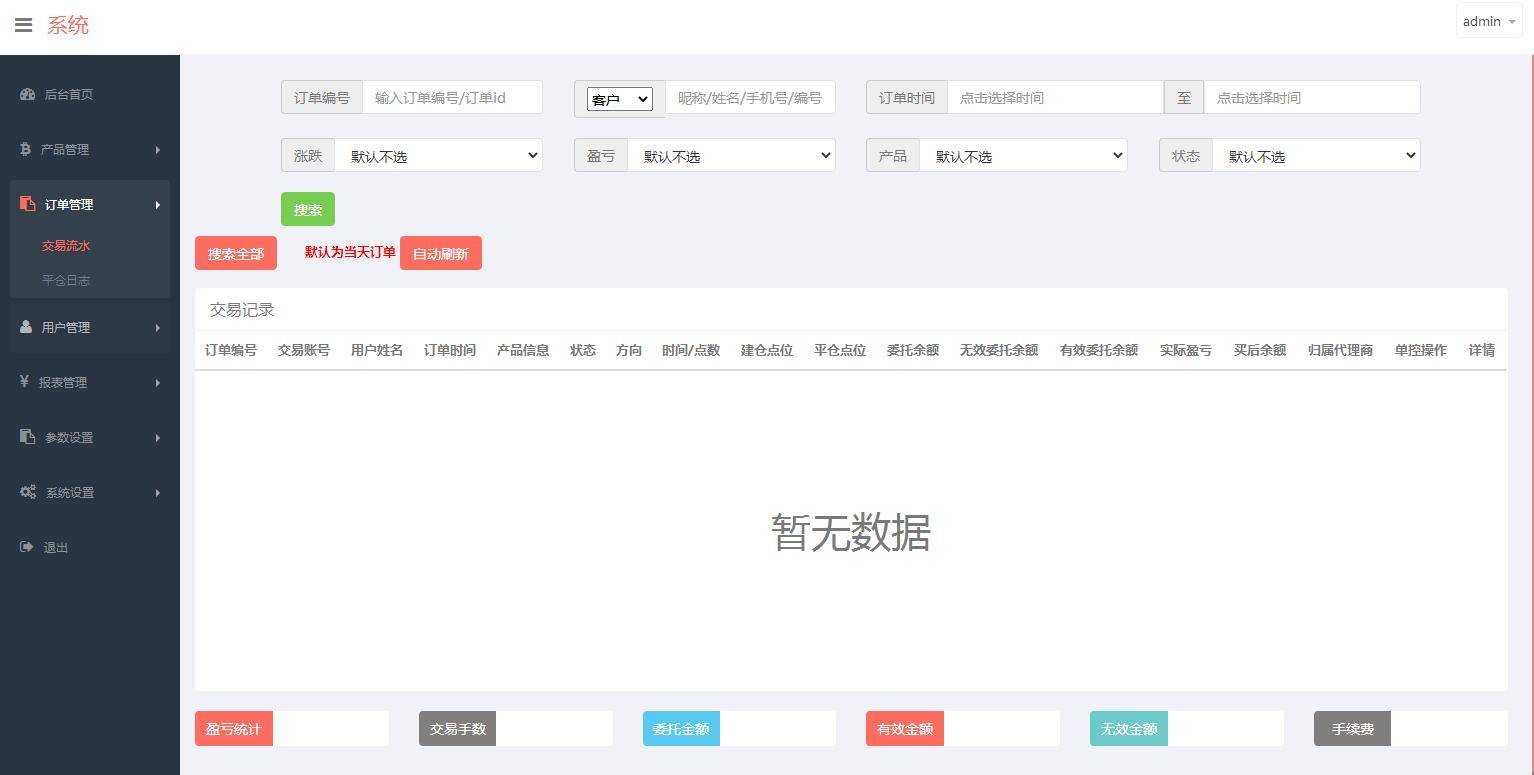 系统
admin
后台首页
产品管理
订单管理
交易流水
平仓日志
用户管理
报表管理
参数设置
系统设置
退出
订单编号 输入订单编号/订单id 客户 昵称/姓名/手机号/编号 订单时间 点击选择时间 至 点击选择时间
涨跌 默认不选 盈亏 默认不选 产品 默认不选 状态 默认不选
搜索
搜索全部 默认为当天订单 自动刷新
交易记录
订单编号 交易账号 用户姓名 订单时间 产品信息 状态 方向 时间/点数 建仓点位 平仓点位 委托余额 无效委托余额 有效委托余额 实际盈亏 买后余额 归属代理商 单控操作 详情
暂无数据
盈亏统计 交易手数 委托金额 有效金额 无效金额 手续费